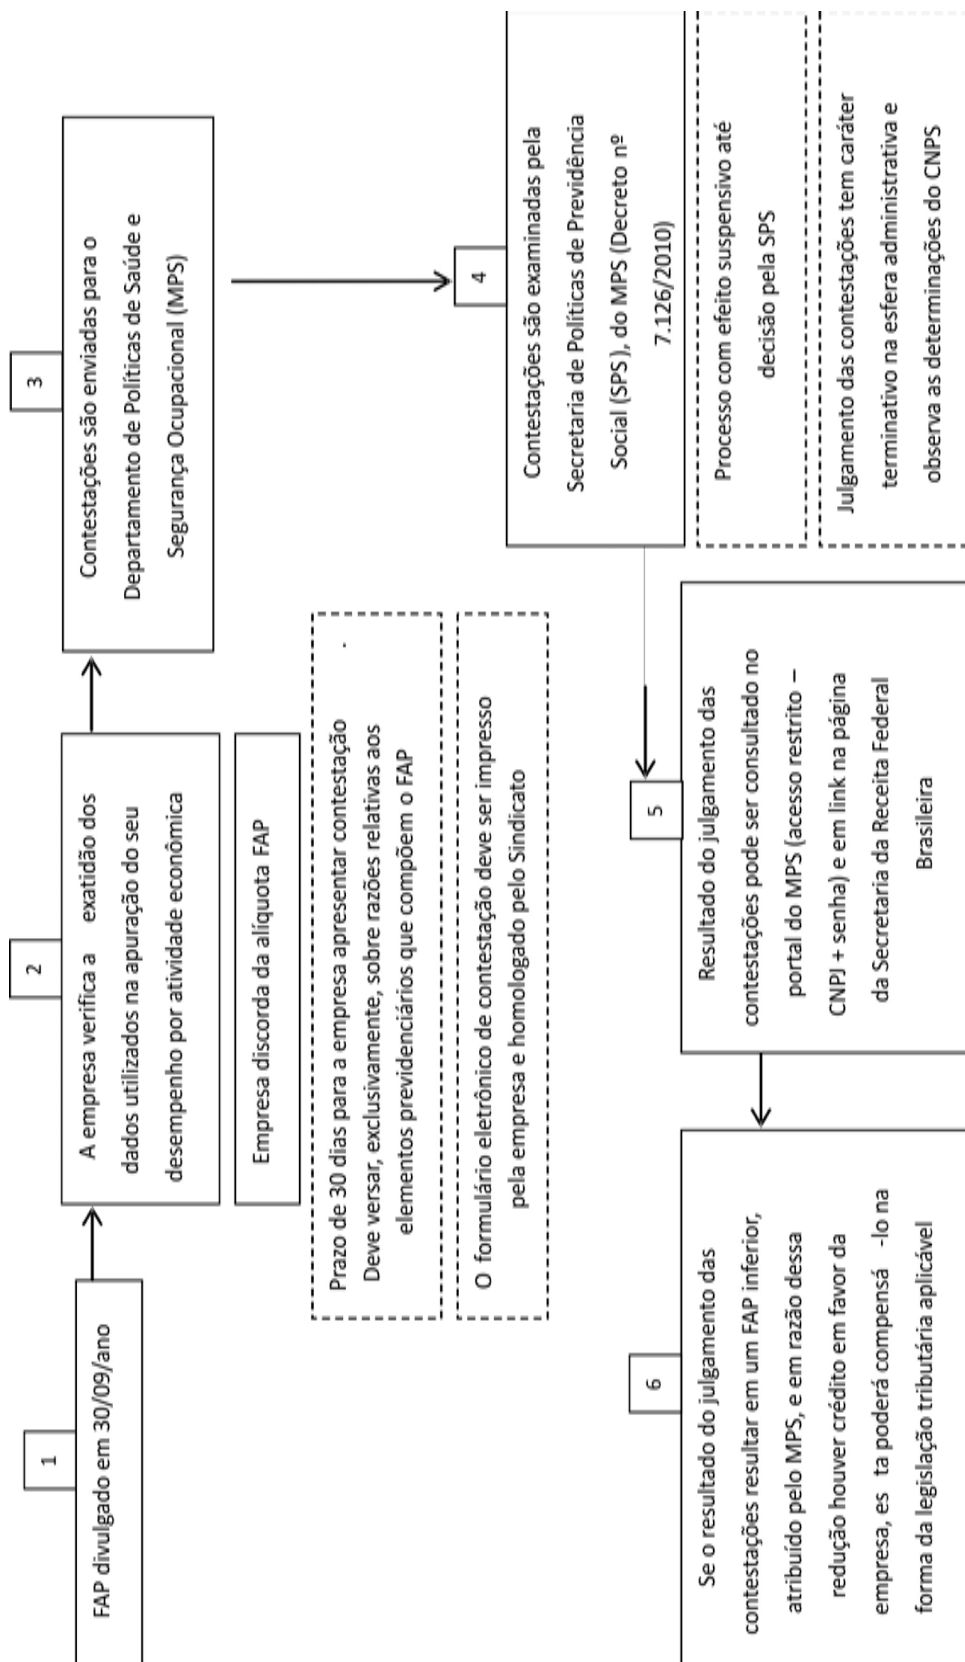 1
FAP divulgado em 30/09/ano
2
A empresa verifica a exatidão dos
dados utilizados na apuração do seu
desempenho por atividade econômica
Empresa discorda da alíquota FAP
Prazo de 30 dias para a empresa apresentar contestação .
Deve versar, exclusivamente, sobre razões relativas aos
elementos previdenciários que compõem o FAP
O formulário eletrônico de contestação deve ser impresso
pela empresa e homologado pelo Sindicato
3
Contestações são enviadas para o
Departamento de Políticas de Saúde e
Segurança Ocupacional (MPS)
4
Contestações são examinadas pela
Secretaria de Políticas de Previdência
Social (SPS), do MPS (Decreto nº
7.126/2010)
Processo com efeito suspensivo até
decisão pela SPS
Julgamento das contestações tem caráter
terminativo na esfera administrativa e
observa as determinações do CNPS
5
Resultado do julgamento das
contestações pode ser consultado no
portal do MPS (acesso restrito –
CNPJ + senha) e em link na página
da Secretaria da Receita Federal
Brasileira
6
Se o resultado do julgamento das
contestações resultar em um FAP inferior,
atribuído pelo MPS, e em razão dessa
redução houver crédito em favor da
empresa, es ta poderá compensá -lo na
forma da legislação tributária aplicável